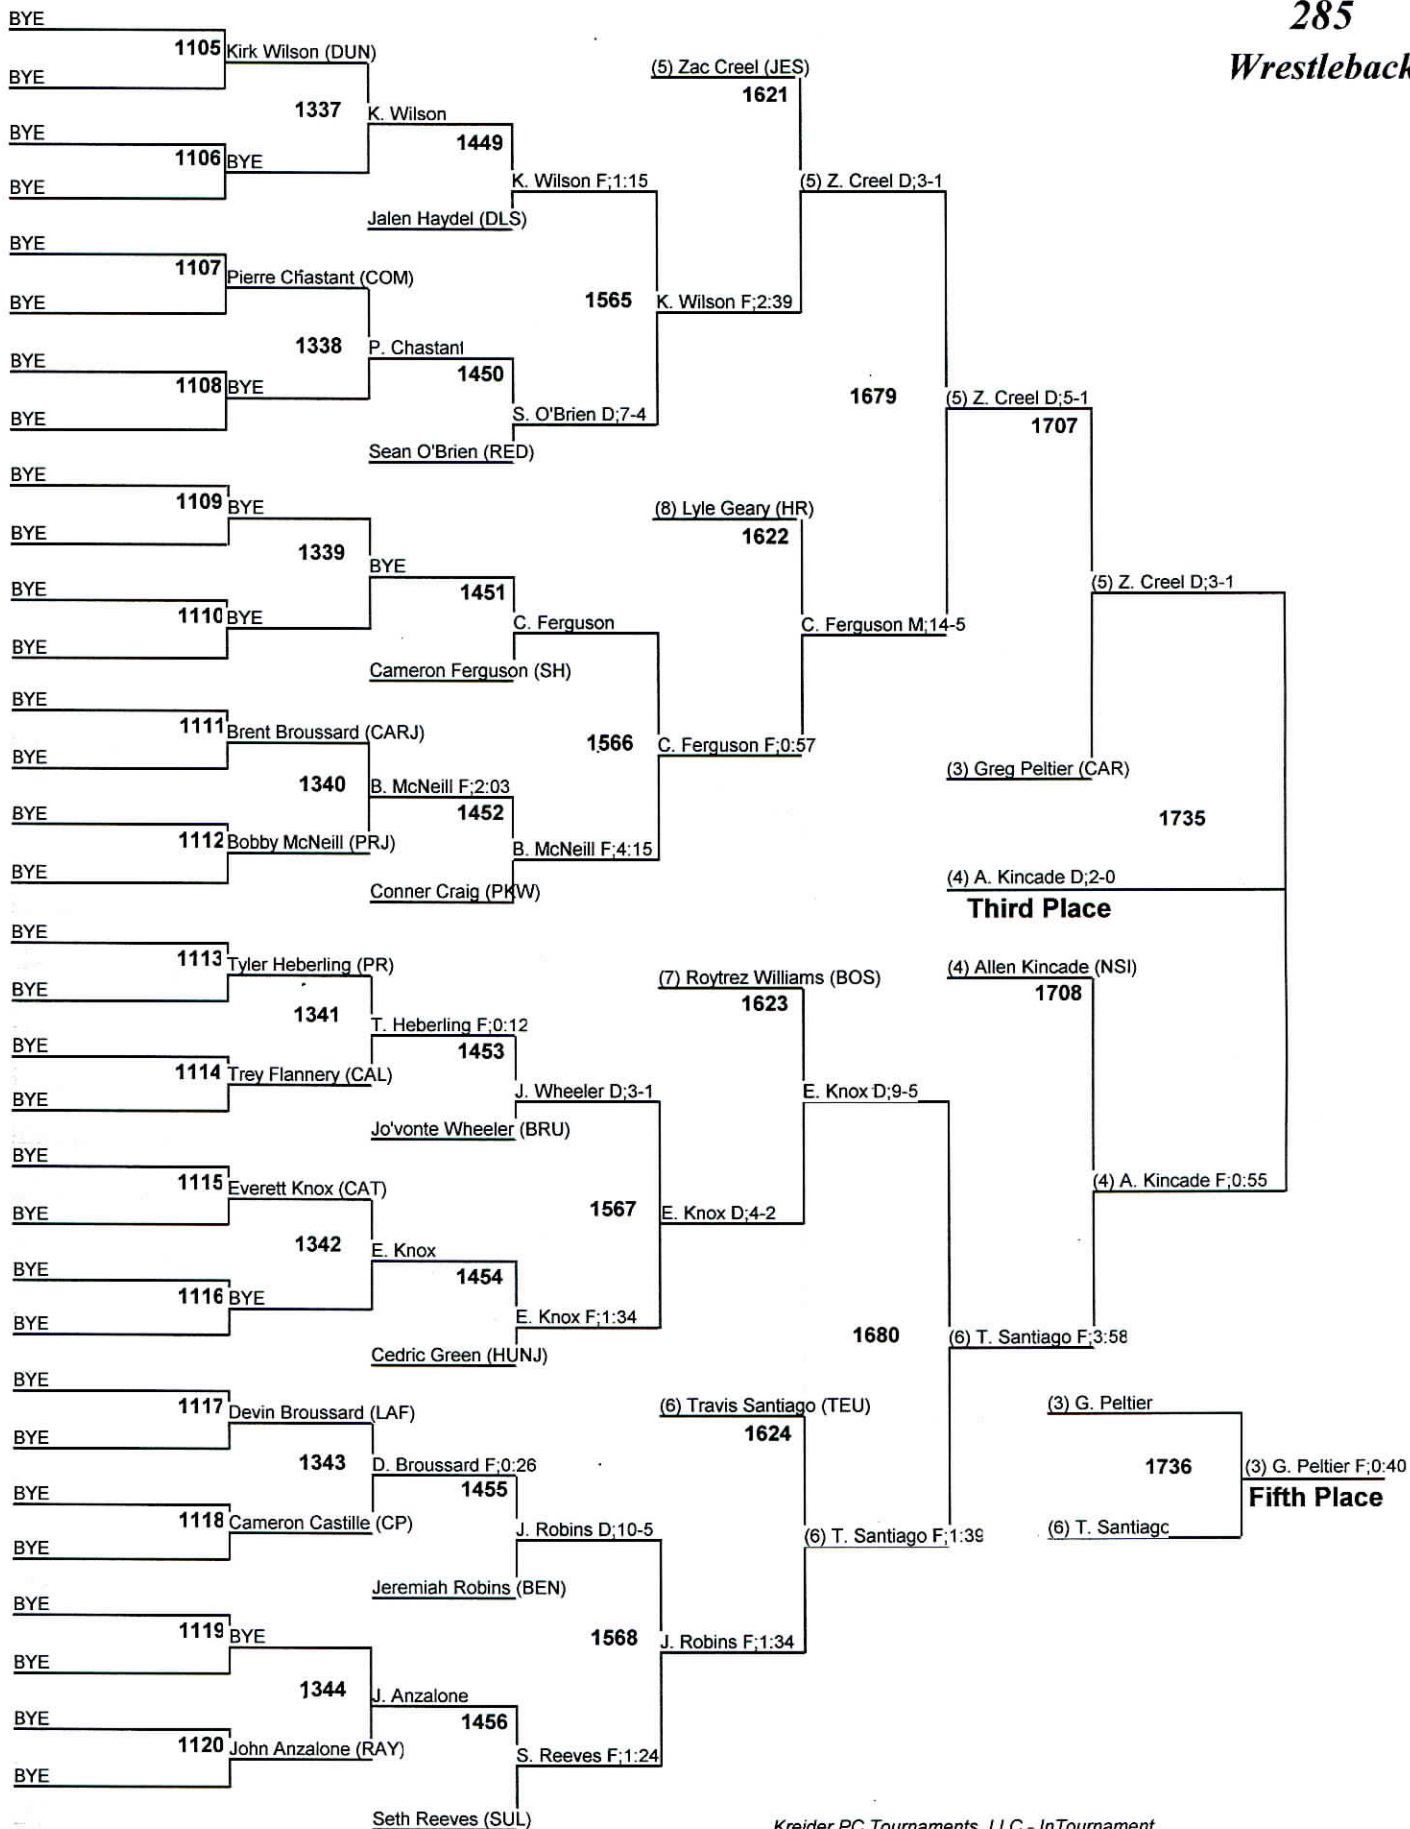 285
Wrestleback
BYE
1105 Kirk Wilson (DUN)
BYE
1337
K. Wilson
BYE
1106 BYE
BYE
1449
K. Wilson F;1:15
Jalen Haydel (DLS)
BYE
1107 Pierre Chastant (COM)
BYE
1338
P. Chastant
BYE
1108 BYE
BYE
1450
S. O'Brien D;7-4
Sean O'Brien (RED)
1565
K. Wilson F;2:39
(5) Zac Creel (JES)
1621
(5) Z. Creel D;3-1
BYE
1109 BYE
BYE
1339
BYE
BYE
1110 BYE
BYE
1451
C. Ferguson
Cameron Ferguson (SH)
BYE
1111 Brent Broussard (CARJ)
BYE
1340
B. McNeill F;2:03
BYE
1112 Bobby McNeill (PRJ)
BYE
1452
B. McNeill F;4:15
Conner Craig (PKW)
1566
C. Ferguson F;0:57
(8) Lyle Geary (HR)
1622
C. Ferguson M;14-5
1679
(5) Z. Creel D;5-1
1707
(5) Z. Creel D;3-1
(3) Greg Peltier (CAR)
1735
(4) A. Kincade D;2-0
Third Place
BYE
1113 Tyler Heberling (PR)
BYE
1341
T. Heberling F;0:12
BYE
1114 Trey Flannery (CAL)
BYE
1453
J. Wheeler D;3-1
Jo'vonte Wheeler (BRU)
BYE
1115 Everett Knox (CAT)
BYE
1342
E. Knox
BYE
1116 BYE
BYE
1454
E. Knox F;1:34
Cedric Green (HUNJ)
1567
E. Knox D;4-2
(7) Roytrez Williams (BOS)
1623
E. Knox D;9-5
(4) Allen Kincade (NSI)
1708
(4) A. Kincade F;0:55
BYE
1117 Devin Broussard (LAF)
BYE
1343
D. Broussard F;0:26
BYE
1118 Cameron Castille (CP)
BYE
1455
J. Robins D;10-5
Jeremiah Robins (BEN)
BYE
1119 BYE
BYE
1344
J. Anzalone
BYE
1120 John Anzalone (RAY)
BYE
1456
S. Reeves F;1:24
Seth Reeves (SUL)
1568
J. Robins F;1:34
(6) Travis Santiago (TEU)
1624
(6) T. Santiago F;1:39
1680
(6) T. Santiago F;3:58
(3) G. Peltier
1736
(3) G. Peltier F;0:40
Fifth Place
(6) T. Santiago
Kreider PC Tournaments, LLC - InTournament